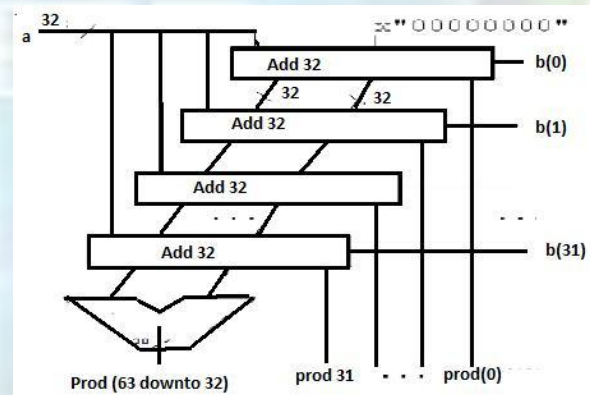 32
a
x"00000000"
Add 32
b(0)
32
32
Add 32
b(1)
Add 32
. . .
. . .
Add 32
b(31)
Prod (63 downto 32)
prod 31
. . .
prod(0)